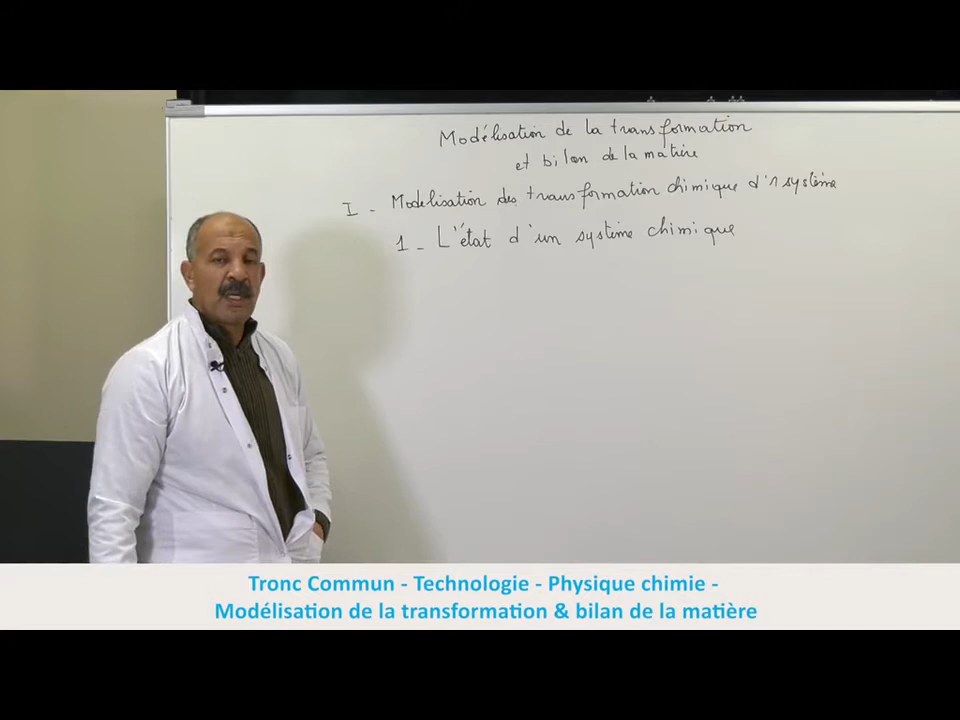 Modélisation de la transformation
et bilan de la matière
I - Modelisation des transformation chimique d'1 système
1 - L'état d'un système chimique
Tronc Commun - Technologie - Physique chimie -
Modélisation de la transformation & bilan de la matière